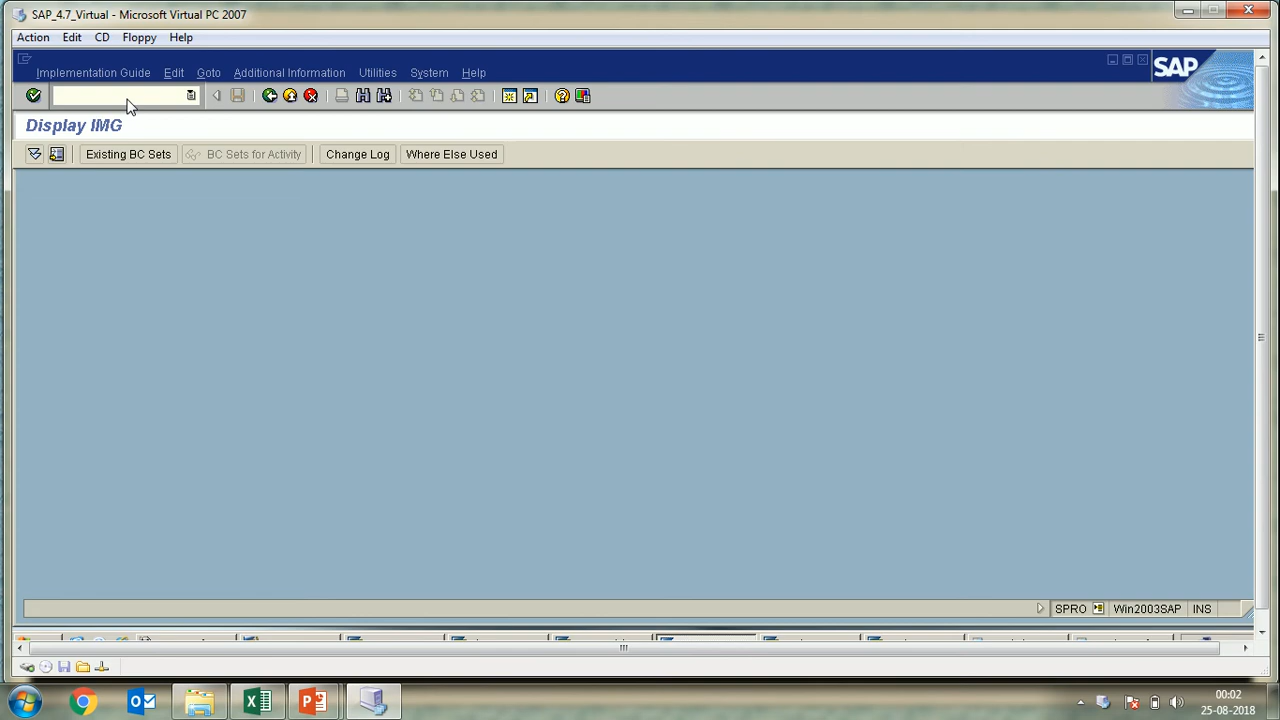 SAP_4.7_Virtual - Microsoft Virtual PC 2007
Action Edit CD Floppy Help
Implementation Guide Edit Goto Additional Information Utilities System Help
SAP
Display IMG
Existing BC Sets BC Sets for Activity Change Log Where Else Used
SPRO Win2003SAP INS
00:02
25-08-2018